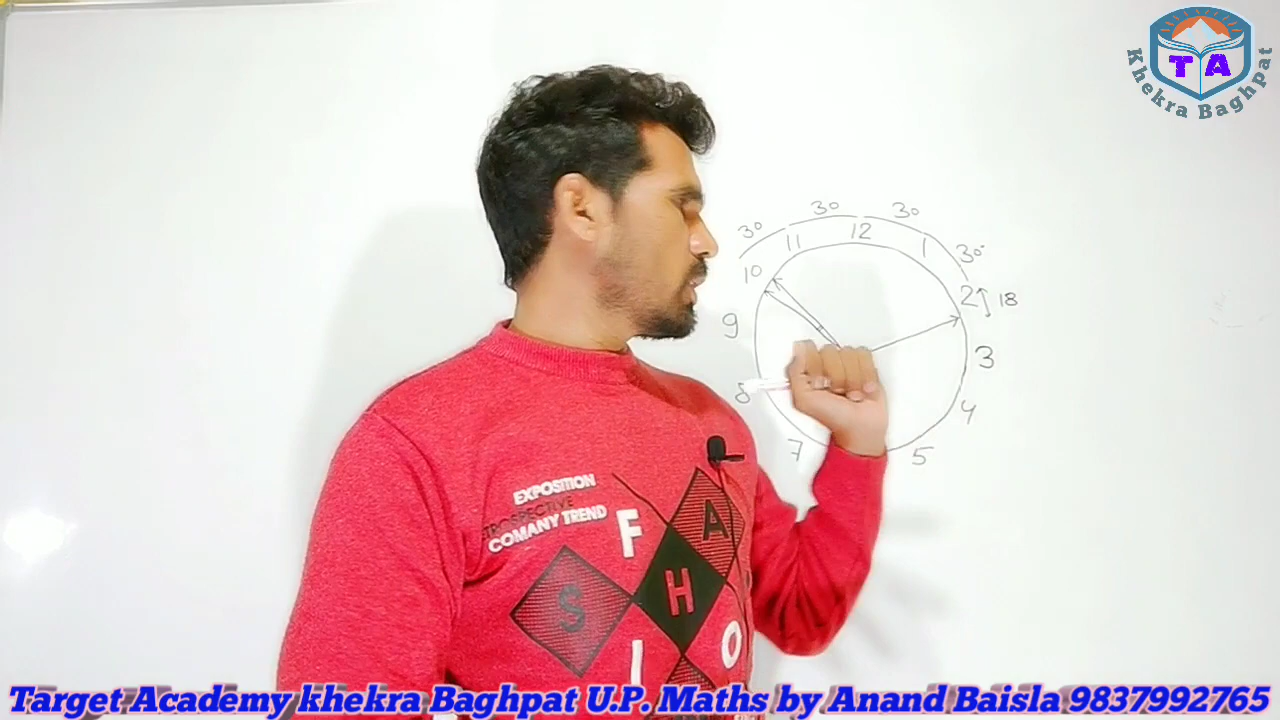 T A
Khekra Baghpat
30 30 30 30°
10 11 12 1 2 18
9 3
8 4
7 5
EXPOSITION
COMANY TREND
F A
S H
I O
Target Academy khekra Baghpat U.P. Maths by Anand Baisla 9837992765